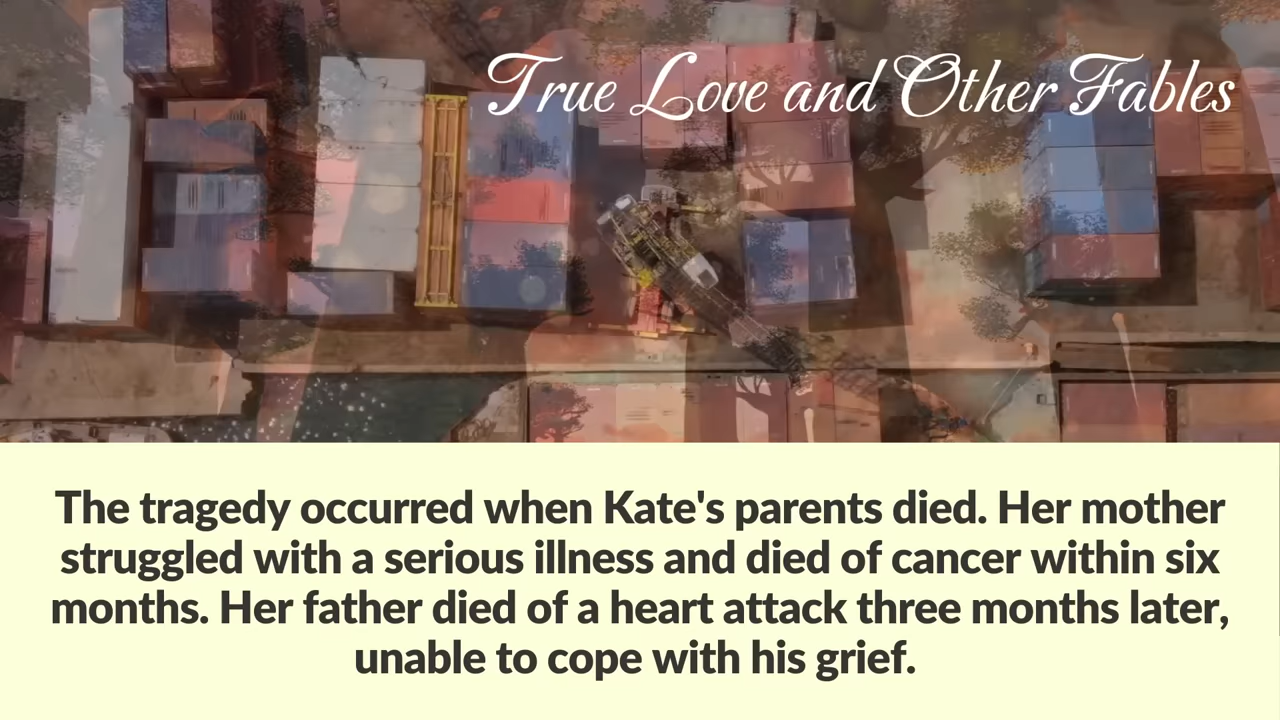 True Love and Other Fables
The tragedy occurred when Kate's parents died. Her mother
struggled with a serious illness and died of cancer within six
months. Her father died of a heart attack three months later,
unable to cope with his grief.